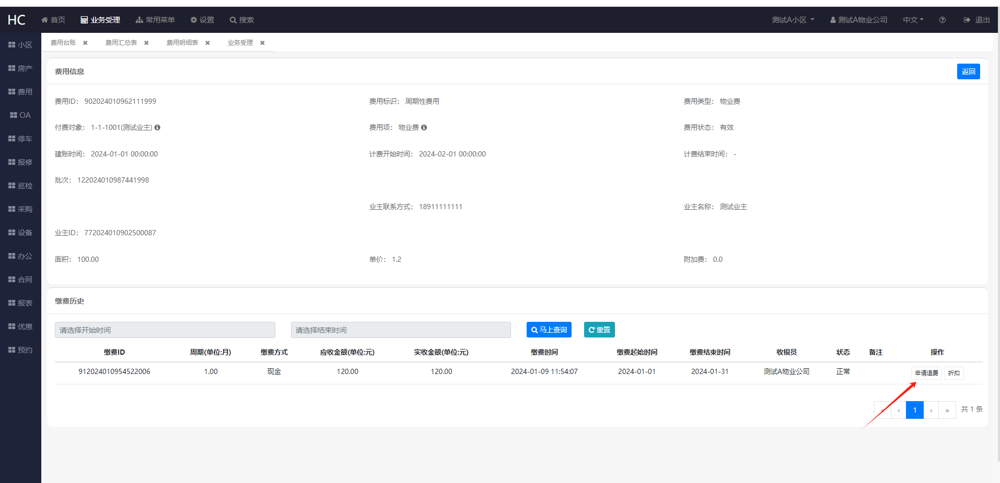 HC 首页 业务受理 常用菜单 设置 搜索 测试A小区 测试A物业公司 中文 退出
小区
房产
费用
OA
停车
报修
巡检
采购
设备
办公
合同
报表
优惠
预约
费用台账 费用汇总表 费用明细表 业务受理
费用信息 返回
费用ID: 902024010962111999 费用标识: 周期性费用 费用类型: 物业费
付费对象: 1-1-1001(测试业主) 费用项: 物业费 费用状态: 有效
建账时间: 2024-01-01 00:00:00 计费开始时间: 2024-02-01 00:00:00 计费结束时间: -
批次: 122024010987441998
业主联系方式: 18911111111 业主名称: 测试业主
业主ID: 772024010902500087
面积: 100.00 单价: 1.2 附加费: 0.0
缴费历史
请选择开始时间 请选择结束时间 马上查询 重置
缴费ID 周期(单位:月) 缴费方式 应收金额(单位:元) 实收金额(单位:元) 缴费时间 缴费起始时间 缴费结束时间 收银员 状态 备注 操作
912024010954522006 1.00 现金 120.00 120.00 2024-01-09 11:54:07 2024-01-01 2024-01-31 测试A物业公司 正常 申请退费 折扣
« ‹ 1 › » 共 1 条